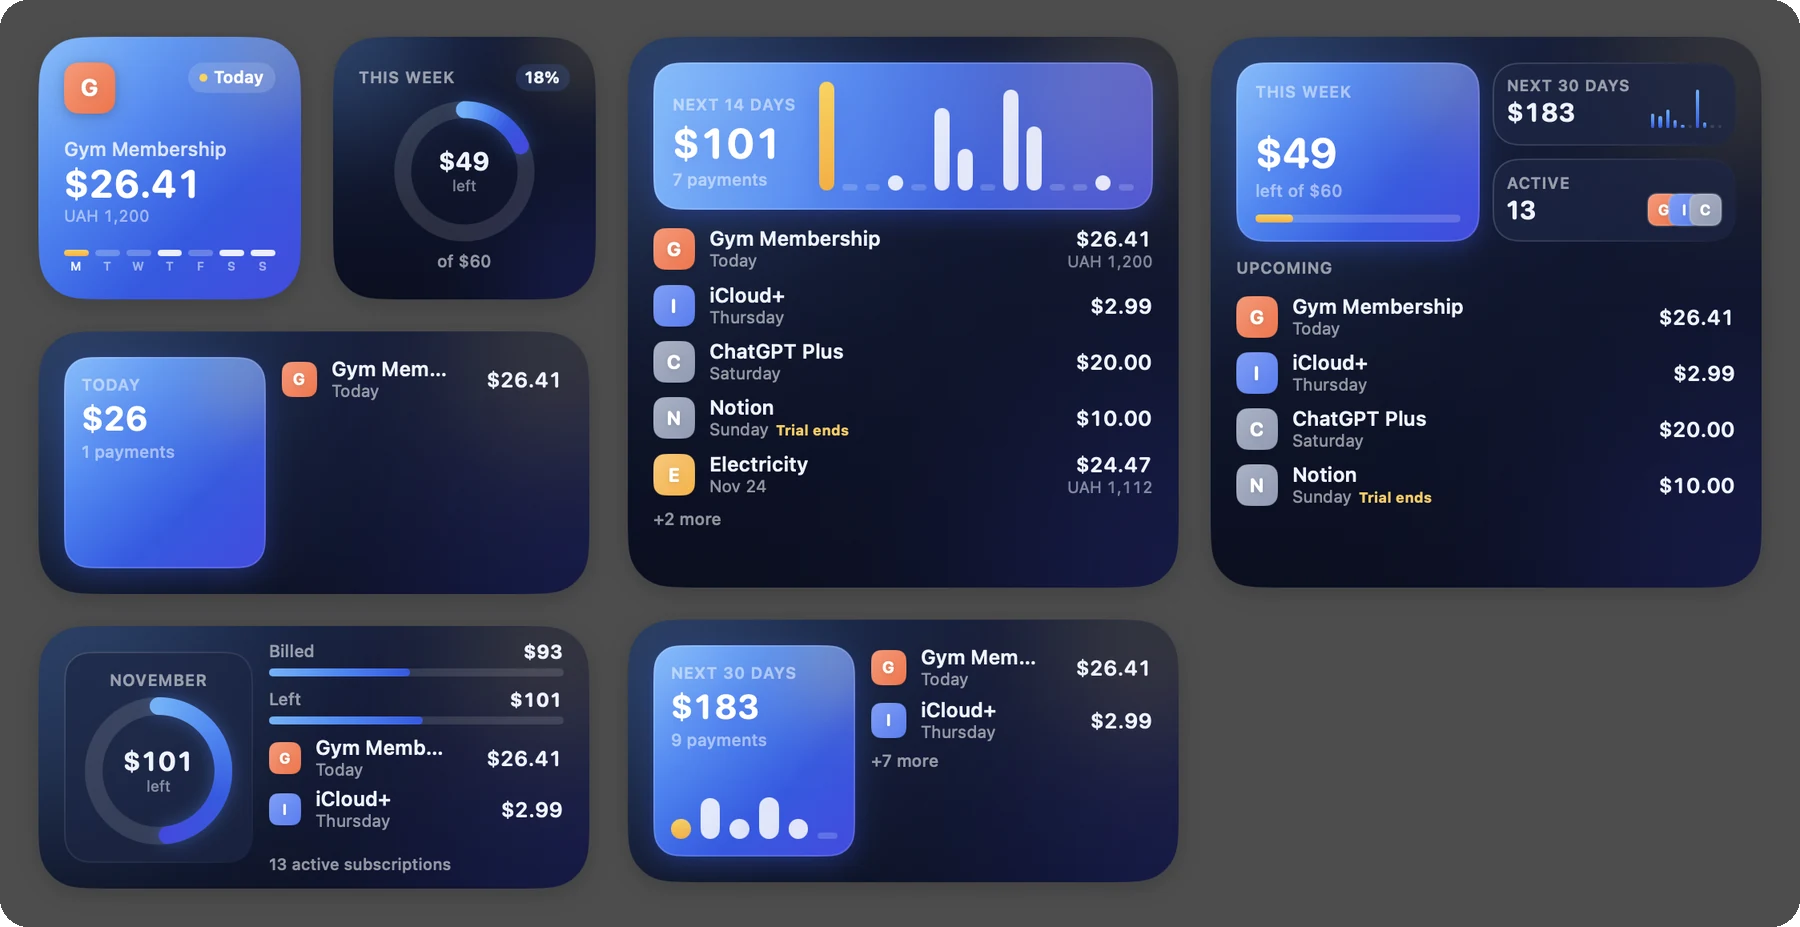 G
Today
Gym Membership
$26.41
UAH 1,200
M T W T F S S
THIS WEEK
18%
$49
left
of $60
TODAY
$26
1 payments
G
Gym Mem...
Today
$26.41
NOVEMBER
$101
left
Billed
$93
Left
$101
G
Gym Memb...
Today
$26.41
I
iCloud+
Thursday
$2.99
13 active subscriptions
NEXT 14 DAYS
$101
7 payments
G
Gym Membership
Today
$26.41
UAH 1,200
I
iCloud+
Thursday
$2.99
C
ChatGPT Plus
Saturday
$20.00
N
Notion
Sunday Trial ends
$10.00
E
Electricity
Nov 24
$24.47
UAH 1,112
+2 more
NEXT 30 DAYS
$183
9 payments
G
Gym Mem...
Today
$26.41
I
iCloud+
Thursday
$2.99
+7 more
THIS WEEK
$49
left of $60
NEXT 30 DAYS
$183
ACTIVE
13
G I C
UPCOMING
G
Gym Membership
Today
$26.41
I
iCloud+
Thursday
$2.99
C
ChatGPT Plus
Saturday
$20.00
N
Notion
Sunday Trial ends
$10.00